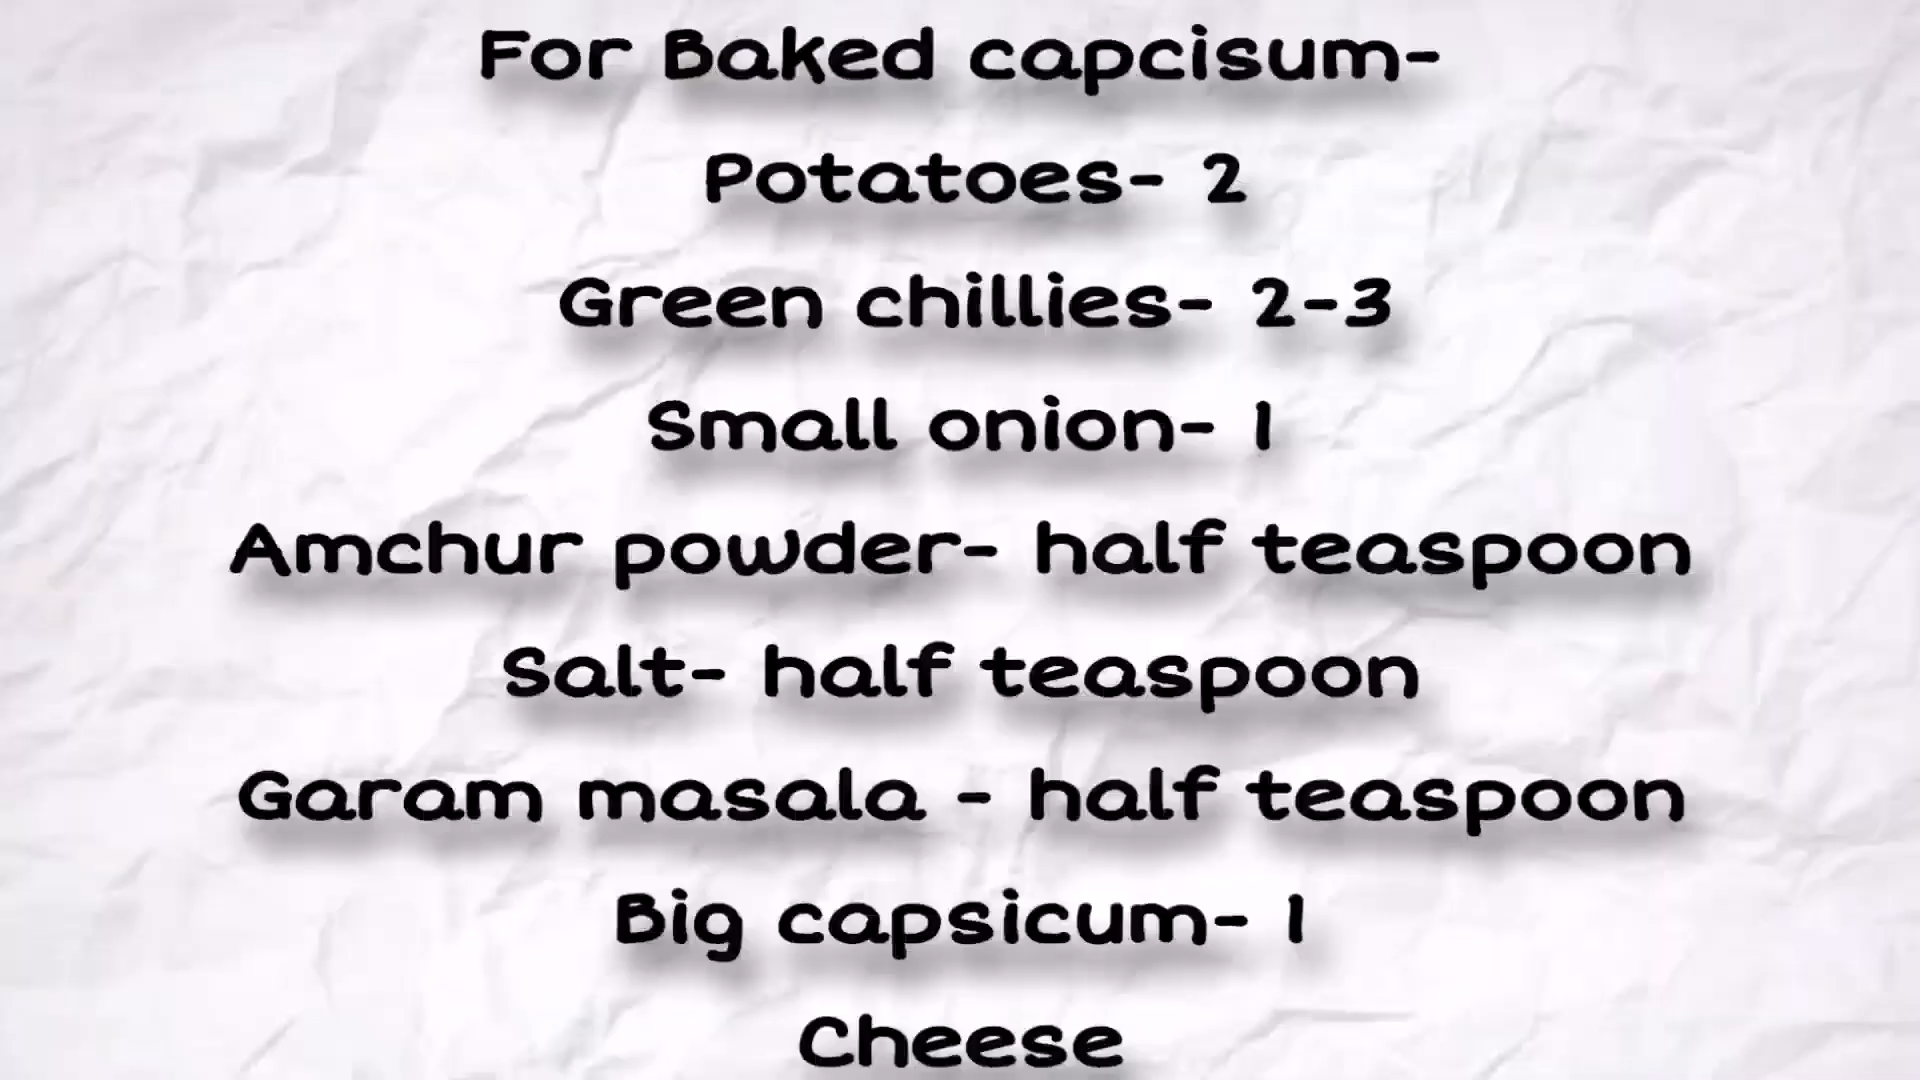 For Baked capcisum-
Potatoes- 2
Green chillies- 2-3
Small onion- 1
Amchur powder- half teaspoon
Salt- half teaspoon
Garam masala - half teaspoon
Big capsicum- 1
Cheese